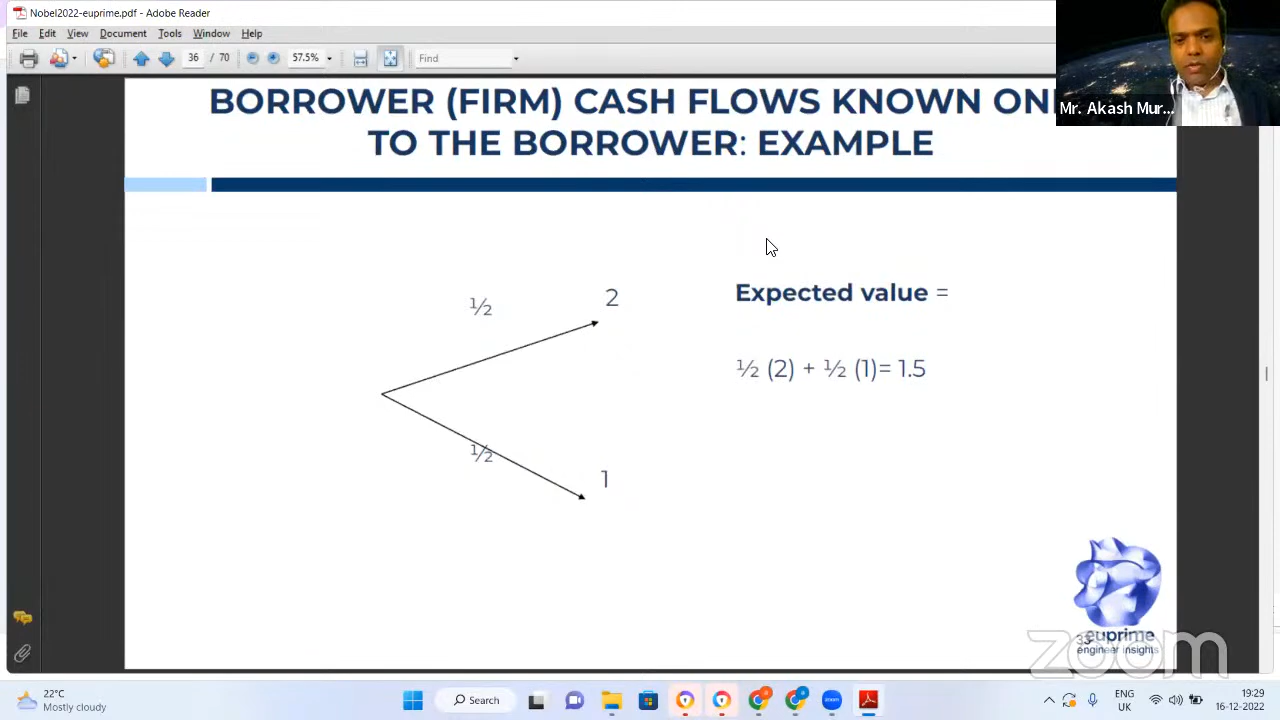 Nobel2022-euprime.pdf - Adobe Reader
File Edit View Document Tools Window Help
36 / 70 57.5% Find
Mr. Akash Mur...
BORROWER (FIRM) CASH FLOWS KNOWN ON
TO THE BORROWER: EXAMPLE
½ 2
Expected value =
½ (2) + ½ (1)= 1.5
½
1
33
euprime
engineer insights
zoom
22°C
Mostly cloudy
Search
zoom
ENG
UK
19:20
16-12-2022